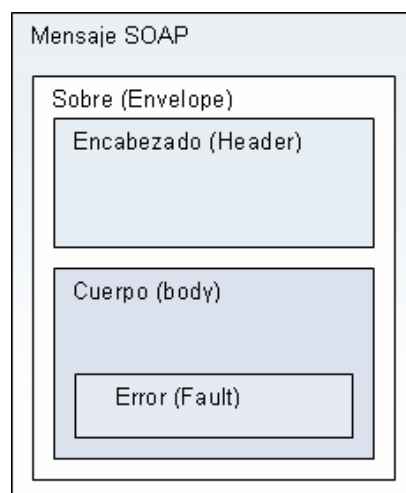 Mensaje SOAP
Sobre (Envelope)
Encabezado (Header)
Cuerpo (body)
Error (Fault)